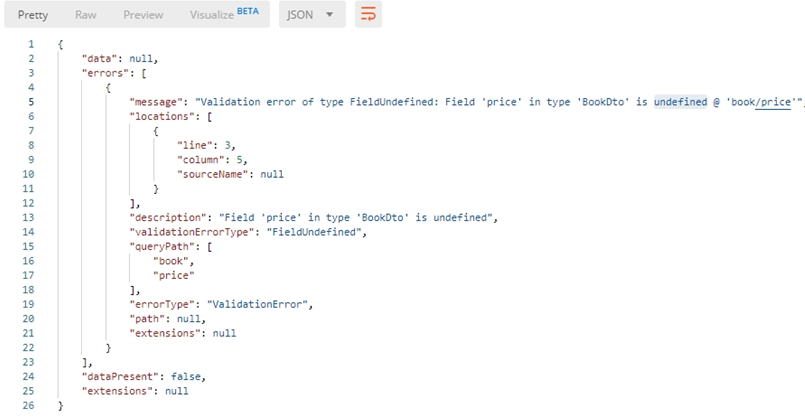 Pretty Raw Preview Visualize BETA JSON
1 {
2 "data": null,
3 "errors": [
4 {
5 "message": "Validation error of type FieldUndefined: Field 'price' in type 'BookDto' is undefined @ 'book/price'",
6 "locations": [
7 {
8 "line": 3,
9 "column": 5,
10 "sourceName": null
11 }
12 ],
13 "description": "Field 'price' in type 'BookDto' is undefined",
14 "validationErrorType": "FieldUndefined",
15 "queryPath": [
16 "book",
17 "price"
18 ],
19 "errorType": "ValidationError",
20 "path": null,
21 "extensions": null
22 }
23 ],
24 "dataPresent": false,
25 "extensions": null
26 }